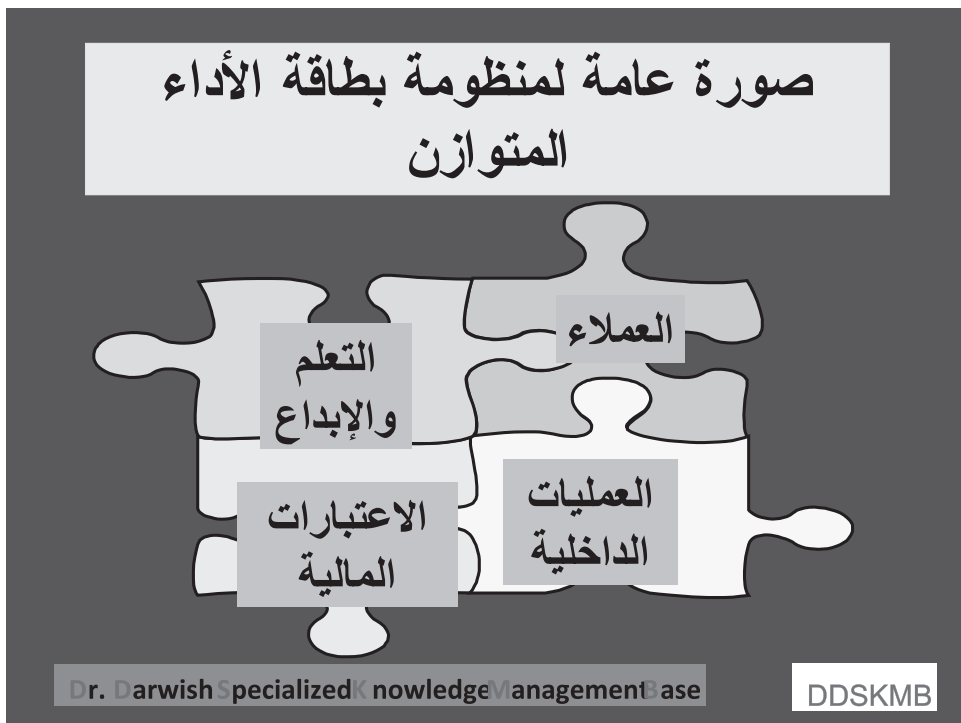 صورة عامة لمنظومة بطاقة الأداء
المتوازن
العملاء
التعلم
والإبداع
العمليات
الداخلية
الاعتبارات
المالية
Dr. Darwish Specialized Knowledge Management Base
DDSKMB